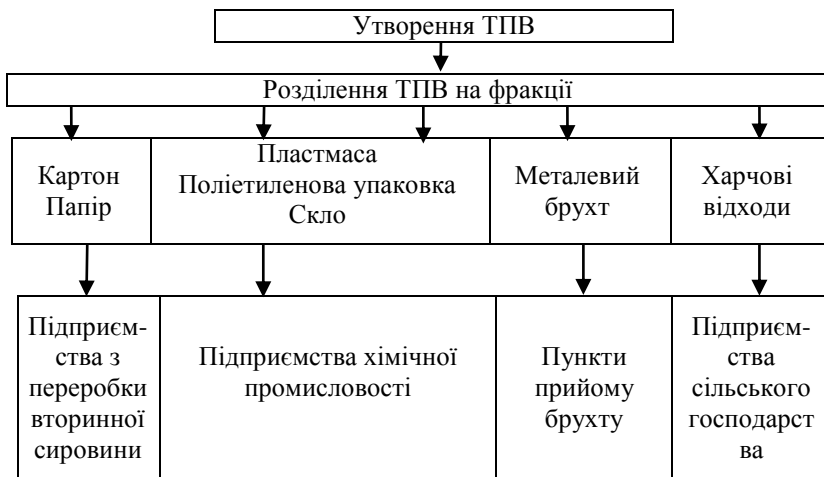 Утворення ТПВ
Розділення ТПВ на фракції
Картон
Папір
Пластмаса
Поліетиленова упаковка
Скло
Металевий
брухт
Харчові
відходи
Підприєм-
ства з
переробки
вторинної
сировини
Підприємства хімічної
промисловості
Пункти
прийому
брухту
Підприєм-
ства
сільського
господарст
ва